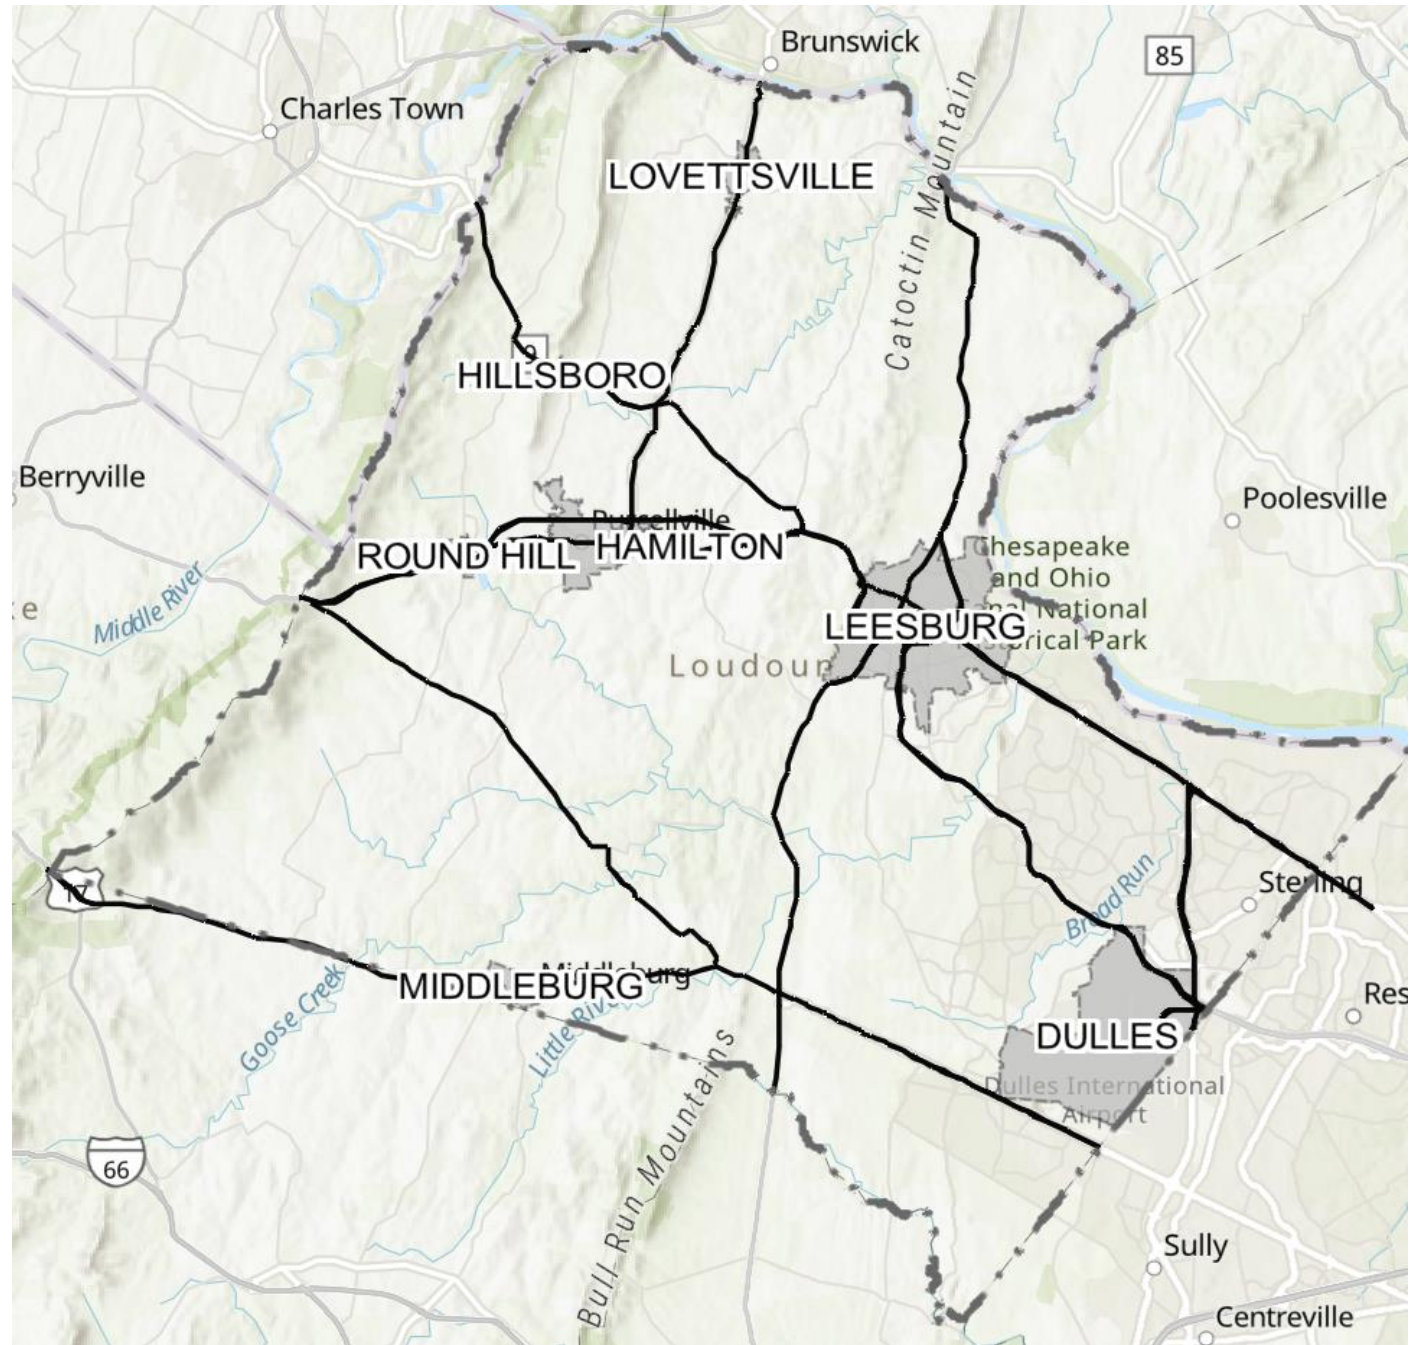 Brunswick
85
Charles Town
Catoctin Mountain
LOVETTSVILLE
9
HILLSBORO
Berryville
Poolesville
Purcellville
ROUND HILL
HAMILTON
Chesapeake
and Ohio
National
Historical Park
Middle River
LEESBURG
Loudoun
17
Sterling
Broad Run
MIDDLEBURG
Middleburg
Goose Creek
Little River
Res
DULLES
Dulles International
Airport
Bull Run Mountains
66
Sully
Centreville